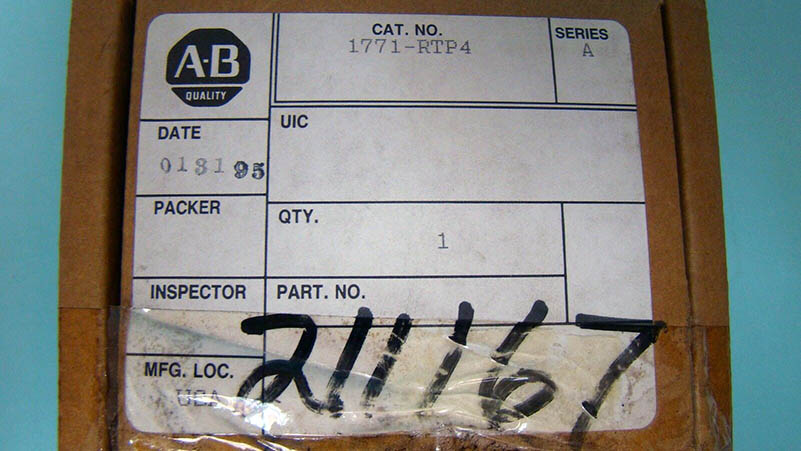 A-B
QUALITY
CAT. NO.
1771-RTP4
SERIES
A
DATE
013195
UIC
PACKER
QTY.
1
INSPECTOR
PART. NO.
MFG. LOC.
USA
211167